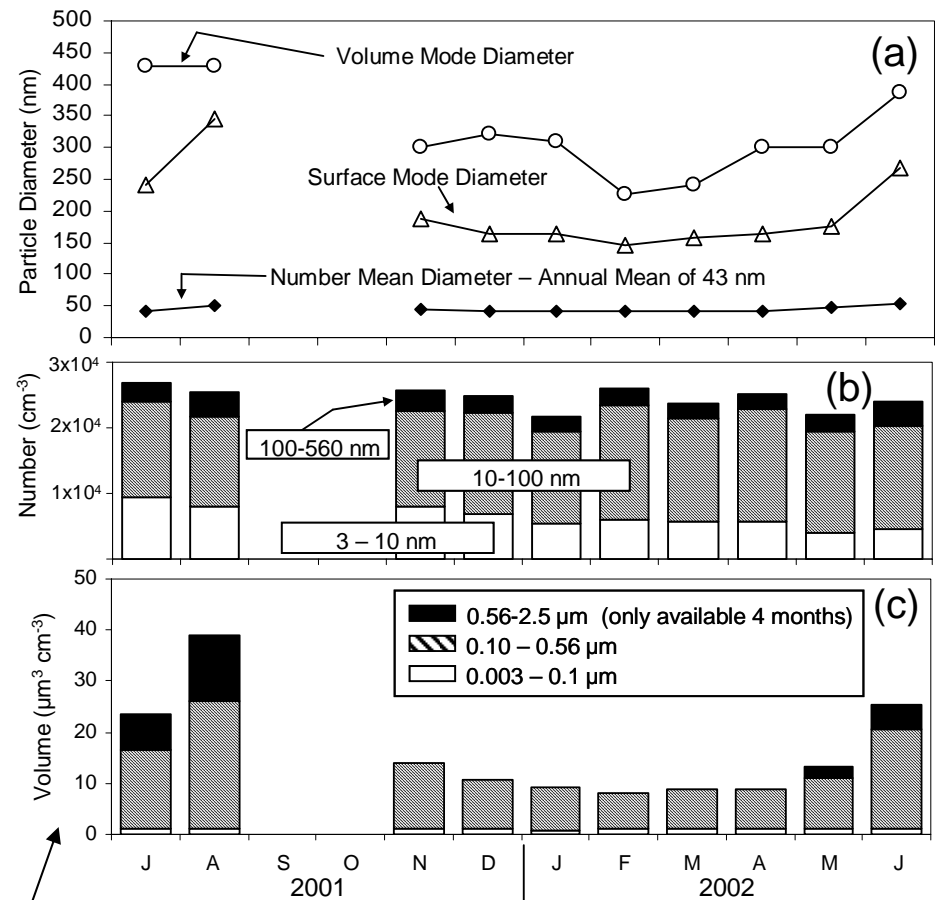 500
450
400
350
300
250
200
150
100
50
0
Particle Diameter (nm)
(a)
Volume Mode Diameter
Surface Mode Diameter
Number Mean Diameter – Annual Mean of 43 nm
3x10⁴
2x10⁴
1x10⁴
Number (cm⁻³)
(b)
100-560 nm
10-100 nm
3 – 10 nm
50
40
30
20
10
0
Volume (µm³ cm⁻³)
(c)
0.56-2.5 µm (only available 4 months)
0.10 – 0.56 µm
0.003 – 0.1 µm
J A S O N D J F M A M J
2001 2002